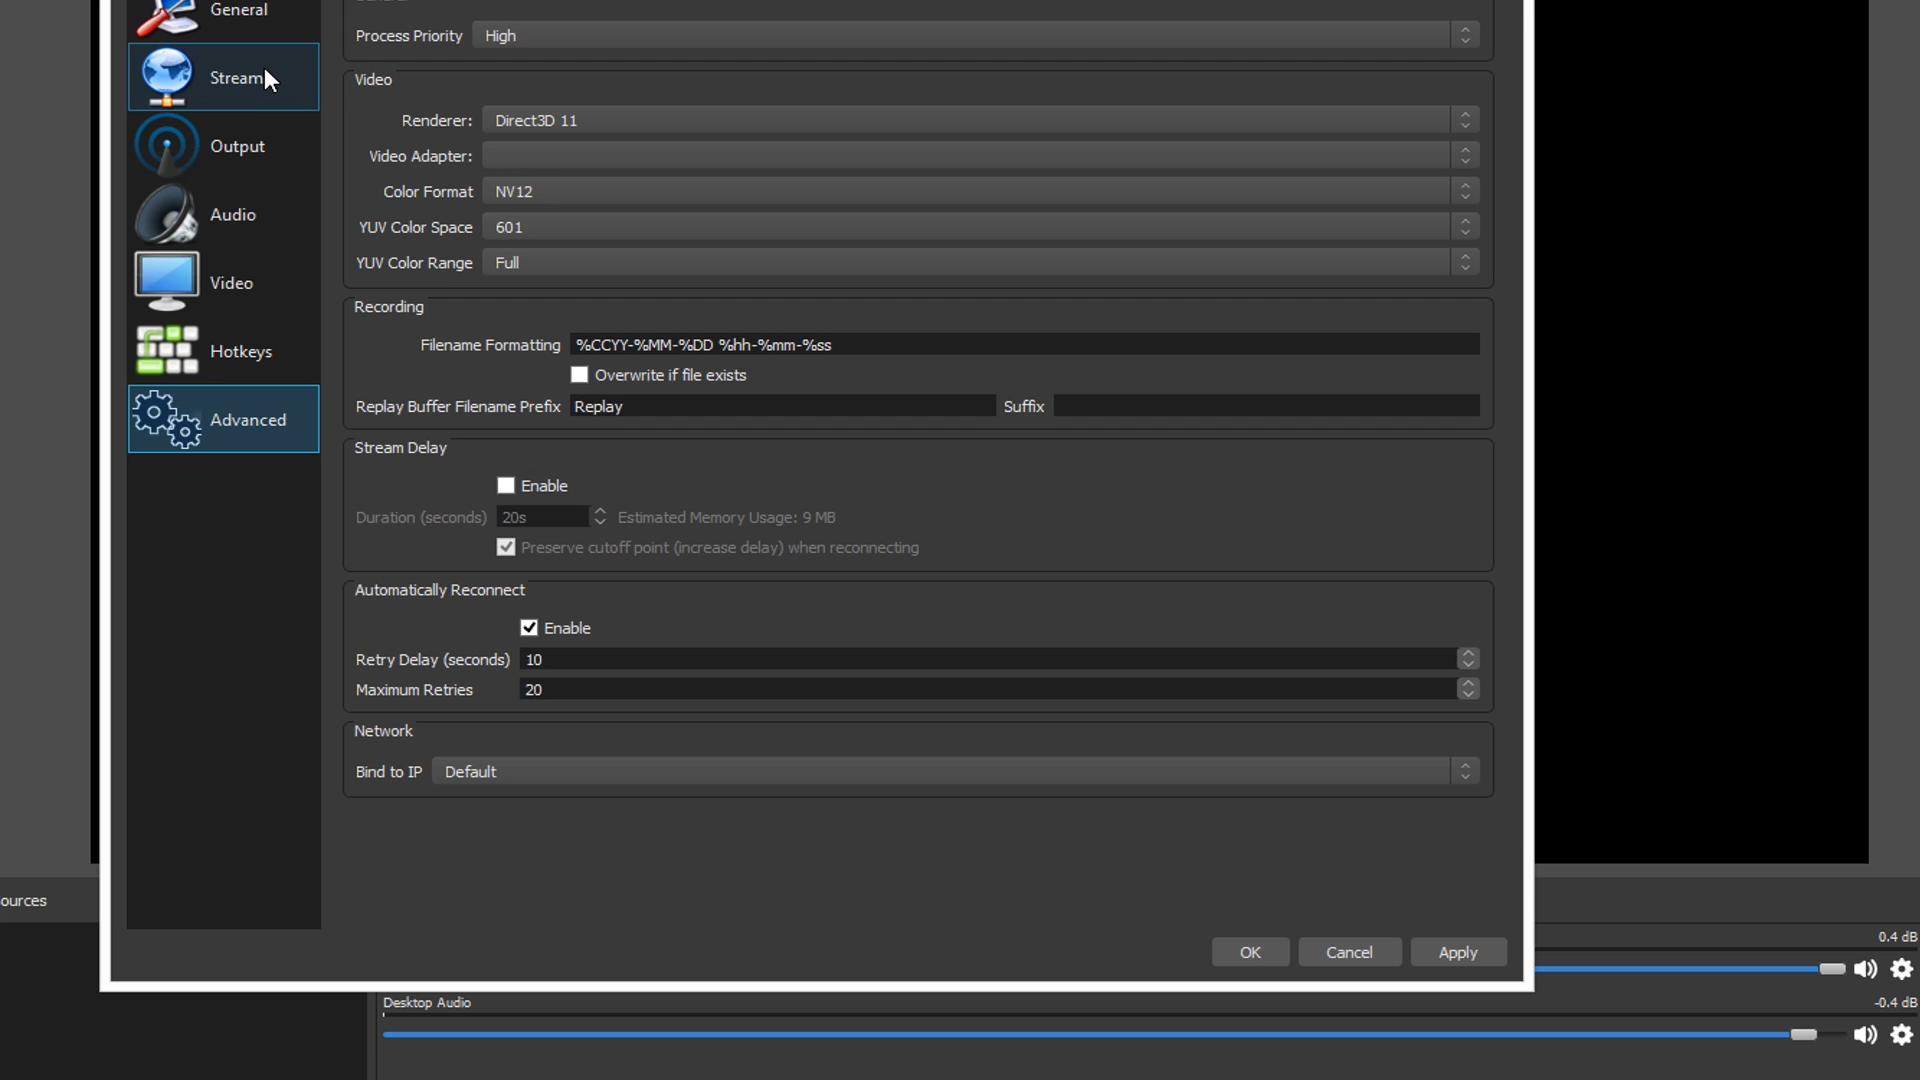 General
Stream
Output
Audio
Video
Hotkeys
Advanced
Process Priority High
Video
Renderer: Direct3D 11
Video Adapter:
Color Format NV12
YUV Color Space 601
YUV Color Range Full
Recording
Filename Formatting %CCYY-%MM-%DD %hh-%mm-%ss
Overwrite if file exists
Replay Buffer Filename Prefix Replay Suffix
Stream Delay
Enable
Duration (seconds) 20s Estimated Memory Usage: 9 MB
Preserve cutoff point (increase delay) when reconnecting
Automatically Reconnect
Enable
Retry Delay (seconds) 10
Maximum Retries 20
Network
Bind to IP Default
OK Cancel Apply
ources
0.4 dB
Desktop Audio -0.4 dB